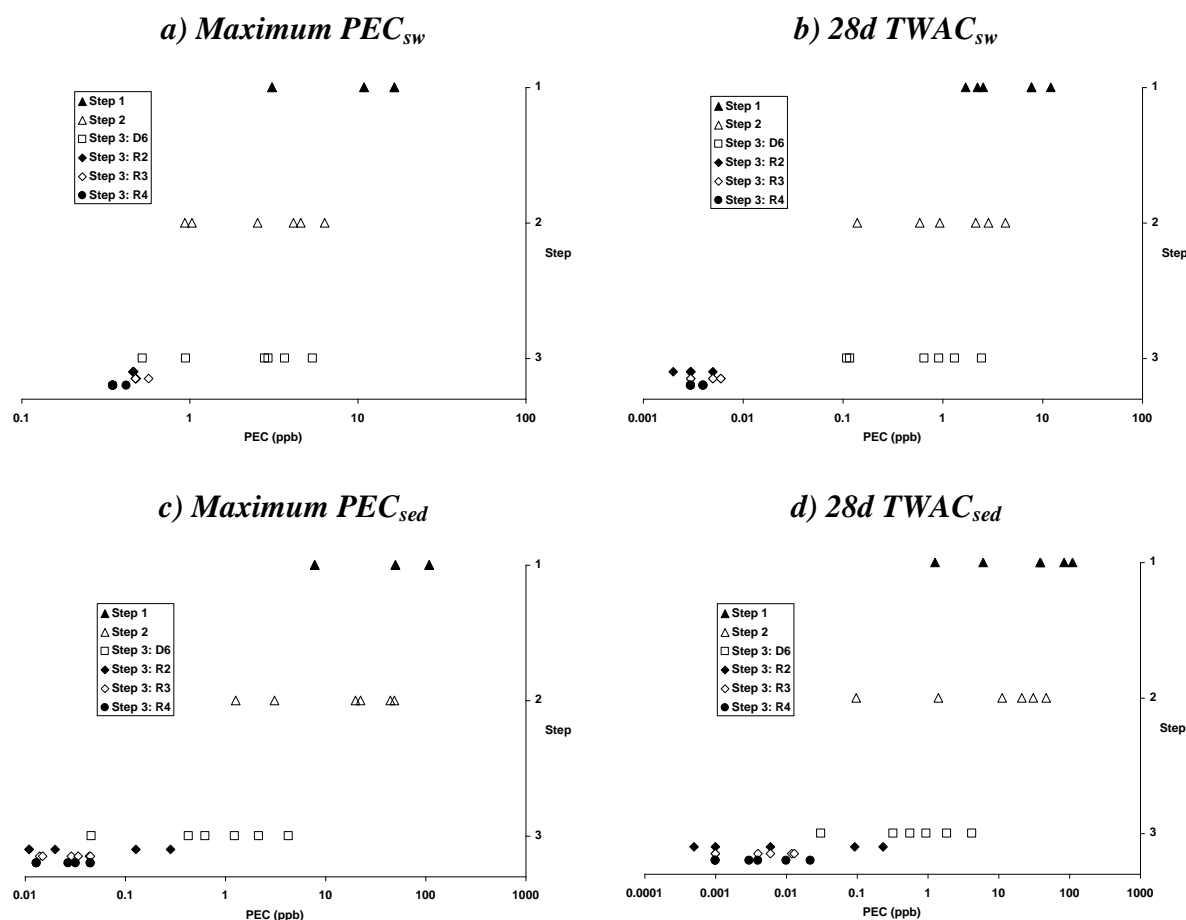 a) Maximum PECsw
Step 1
Step 2
Step 3: D6
Step 3: R2
Step 3: R3
Step 3: R4
1
2
Step
3
0.1 1 10 100
PEC (ppb)
b) 28d TWACsw
Step 1
Step 2
Step 3: D6
Step 3: R2
Step 3: R3
Step 3: R4
1
2
Step
3
0.001 0.01 0.1 1 10 100
PEC (ppb)
c) Maximum PECsed
Step 1
Step 2
Step 3: D6
Step 3: R2
Step 3: R3
Step 3: R4
1
2
Step
3
0.01 0.1 1 10 100 1000
PEC (ppb)
d) 28d TWACsed
Step 1
Step 2
Step 3: D6
Step 3: R2
Step 3: R3
Step 3: R4
1
2
Step
3
0.0001 0.001 0.01 0.1 1 10 100 1000
PEC (ppb)